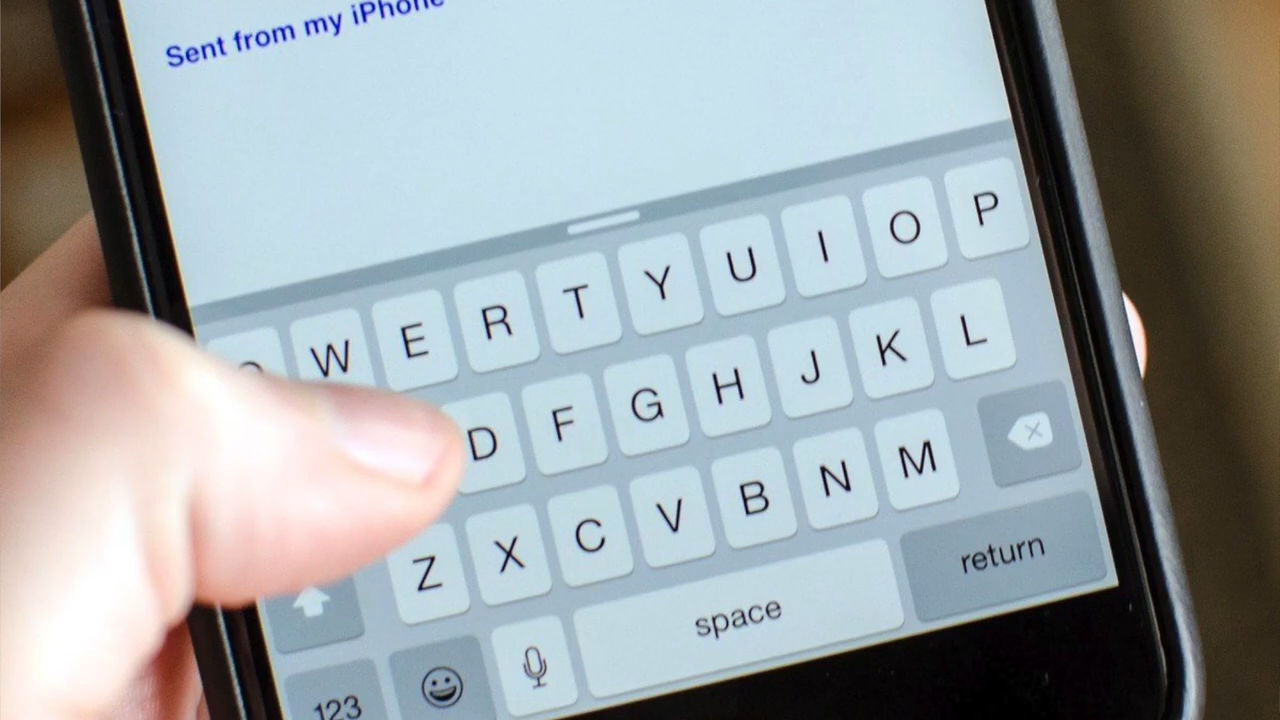 Sent from my iPhone
W E R T Y U I O P
D F G H J K L
Z X C V B N M
123 space return